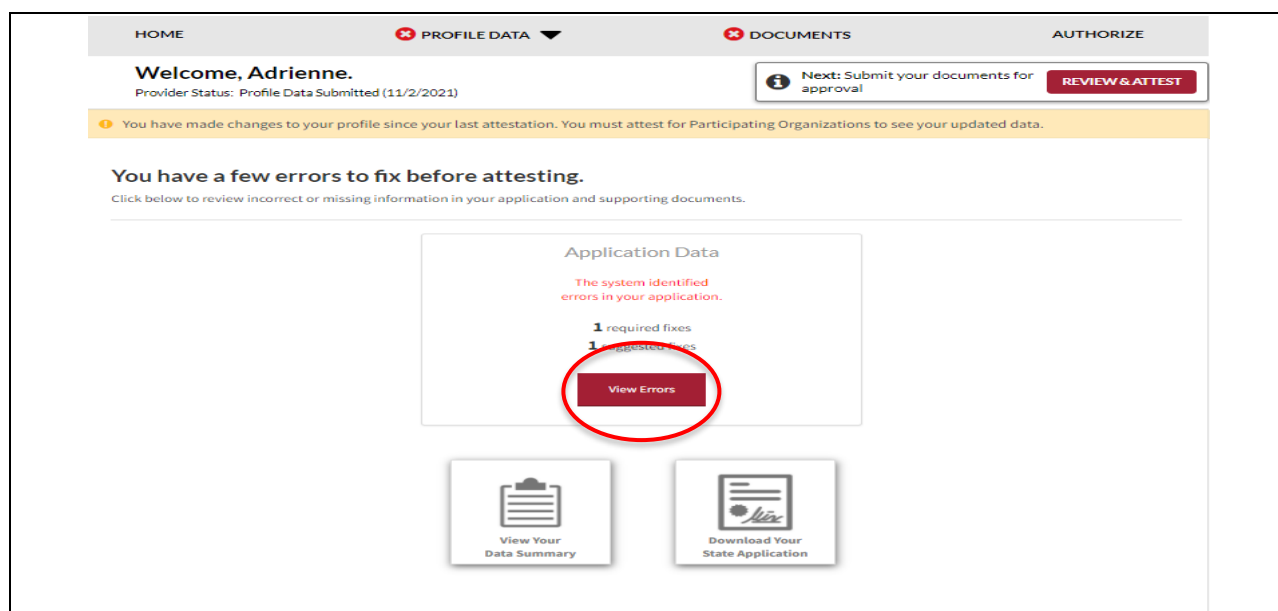 HOME PROFILE DATA DOCUMENTS AUTHORIZE
Welcome, Adrienne.
Provider Status: Profile Data Submitted (11/2/2021)
Next: Submit your documents for
approval
REVIEW & ATTEST
You have made changes to your profile since your last attestation. You must attest for Participating Organizations to see your updated data.
You have a few errors to fix before attesting.
Click below to review incorrect or missing information in your application and supporting documents.
Application Data
The system identified
errors in your application.
1 required fixes
1 suggested fixes
View Errors
View Your
Data Summary
Download Your
State Application